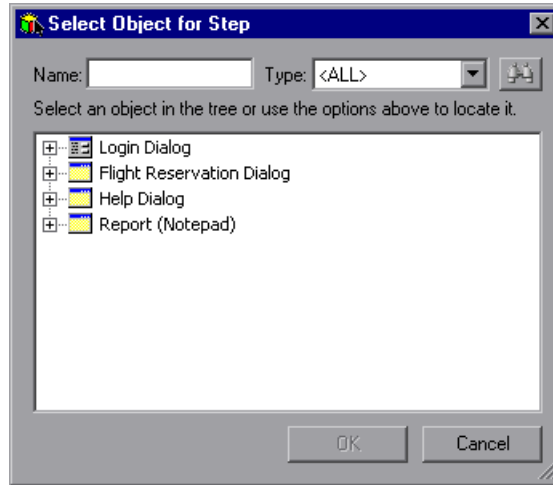 Select Object for Step
Name: Type: <ALL>
Select an object in the tree or use the options above to locate it.
Login Dialog
Flight Reservation Dialog
Help Dialog
Report (Notepad)
OK Cancel